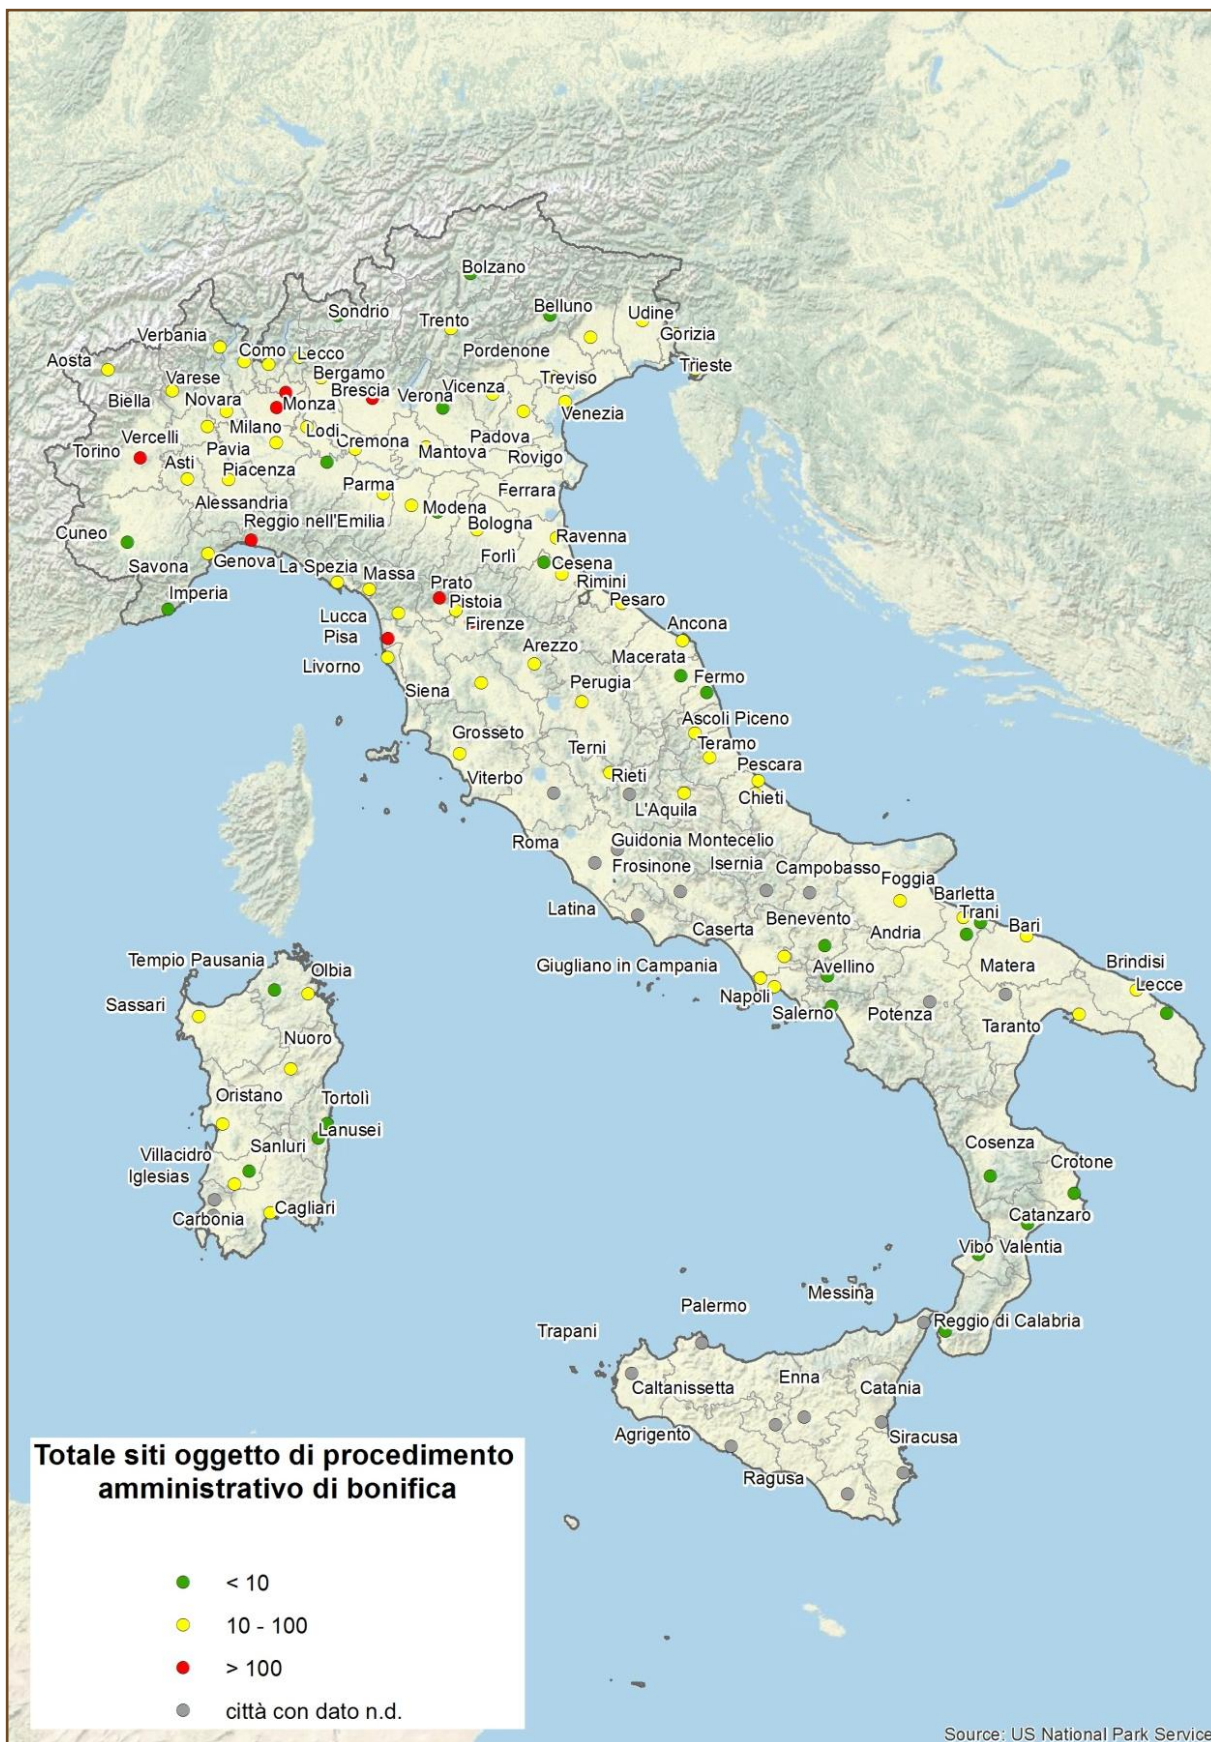 Bolzano
Sondrio
Belluno
Udine
Trento
Gorizia
Verbania
Como
Lecco
Pordenone
Aosta
Trieste
Bergamo
Varese
Treviso
Brescia
Vicenza
Biella
Novara
Monza
Verona
Venezia
Milano
Lodi
Vercelli
Padova
Torino
Pavia
Cremona
Mantova
Rovigo
Asti
Piacenza
Parma
Ferrara
Alessandria
Modena
Reggio nell'Emilia
Bologna
Cuneo
Ravenna
Forlì
Genova
Cesena
Savona
La Spezia
Massa
Rimini
Prato
Imperia
Pistoia
Pesaro
Lucca
Firenze
Ancona
Pisa
Arezzo
Macerata
Livorno
Fermo
Siena
Perugia
Ascoli Piceno
Grosseto
Terni
Teramo
Pescara
Viterbo
Rieti
Chieti
L'Aquila
Roma
Guidonia Montecelio
Frosinone
Isernia
Campobasso
Foggia
Barletta
Latina
Trani
Benevento
Bari
Caserta
Andria
Tempio Pausania
Brindisi
Giugliano in Campania
Avellino
Matera
Olbia
Lecce
Napoli
Sassari
Salerno
Potenza
Taranto
Nuoro
Oristano
Tortolì
Lanusei
Sanluri
Cosenza
Villacidro
Crotone
Iglesias
Cagliari
Catanzaro
Carbonia
Vibo Valentia
Messina
Palermo
Reggio di Calabria
Trapani
Enna
Caltanissetta
Catania
Agrigento
Siracusa
Ragusa
Totale siti oggetto di procedimento
amministrativo di bonifica
< 10
10 - 100
> 100
città con dato n.d.
Source: US National Park Service